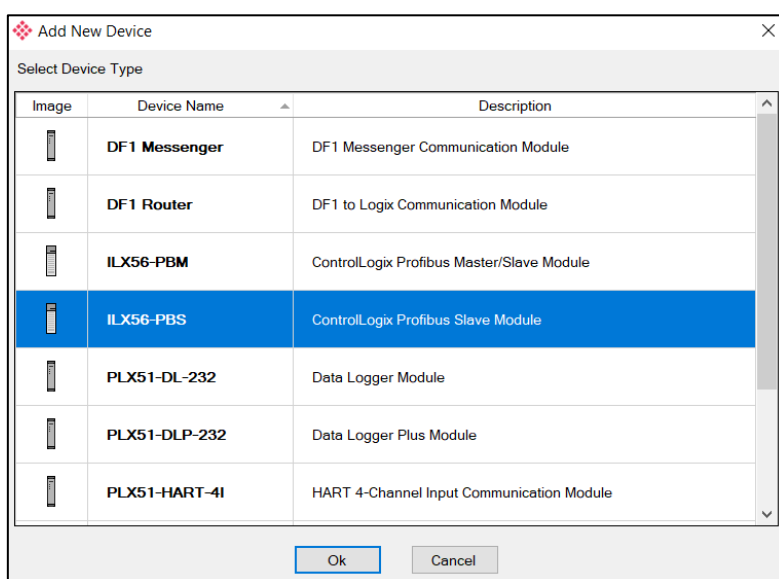 Add New Device
Select Device Type
Image Device Name Description
DF1 Messenger DF1 Messenger Communication Module
DF1 Router DF1 to Logix Communication Module
ILX56-PBM ControlLogix Profibus Master/Slave Module
ILX56-PBS ControlLogix Profibus Slave Module
PLX51-DL-232 Data Logger Module
PLX51-DLP-232 Data Logger Plus Module
PLX51-HART-4I HART 4-Channel Input Communication Module
Ok Cancel